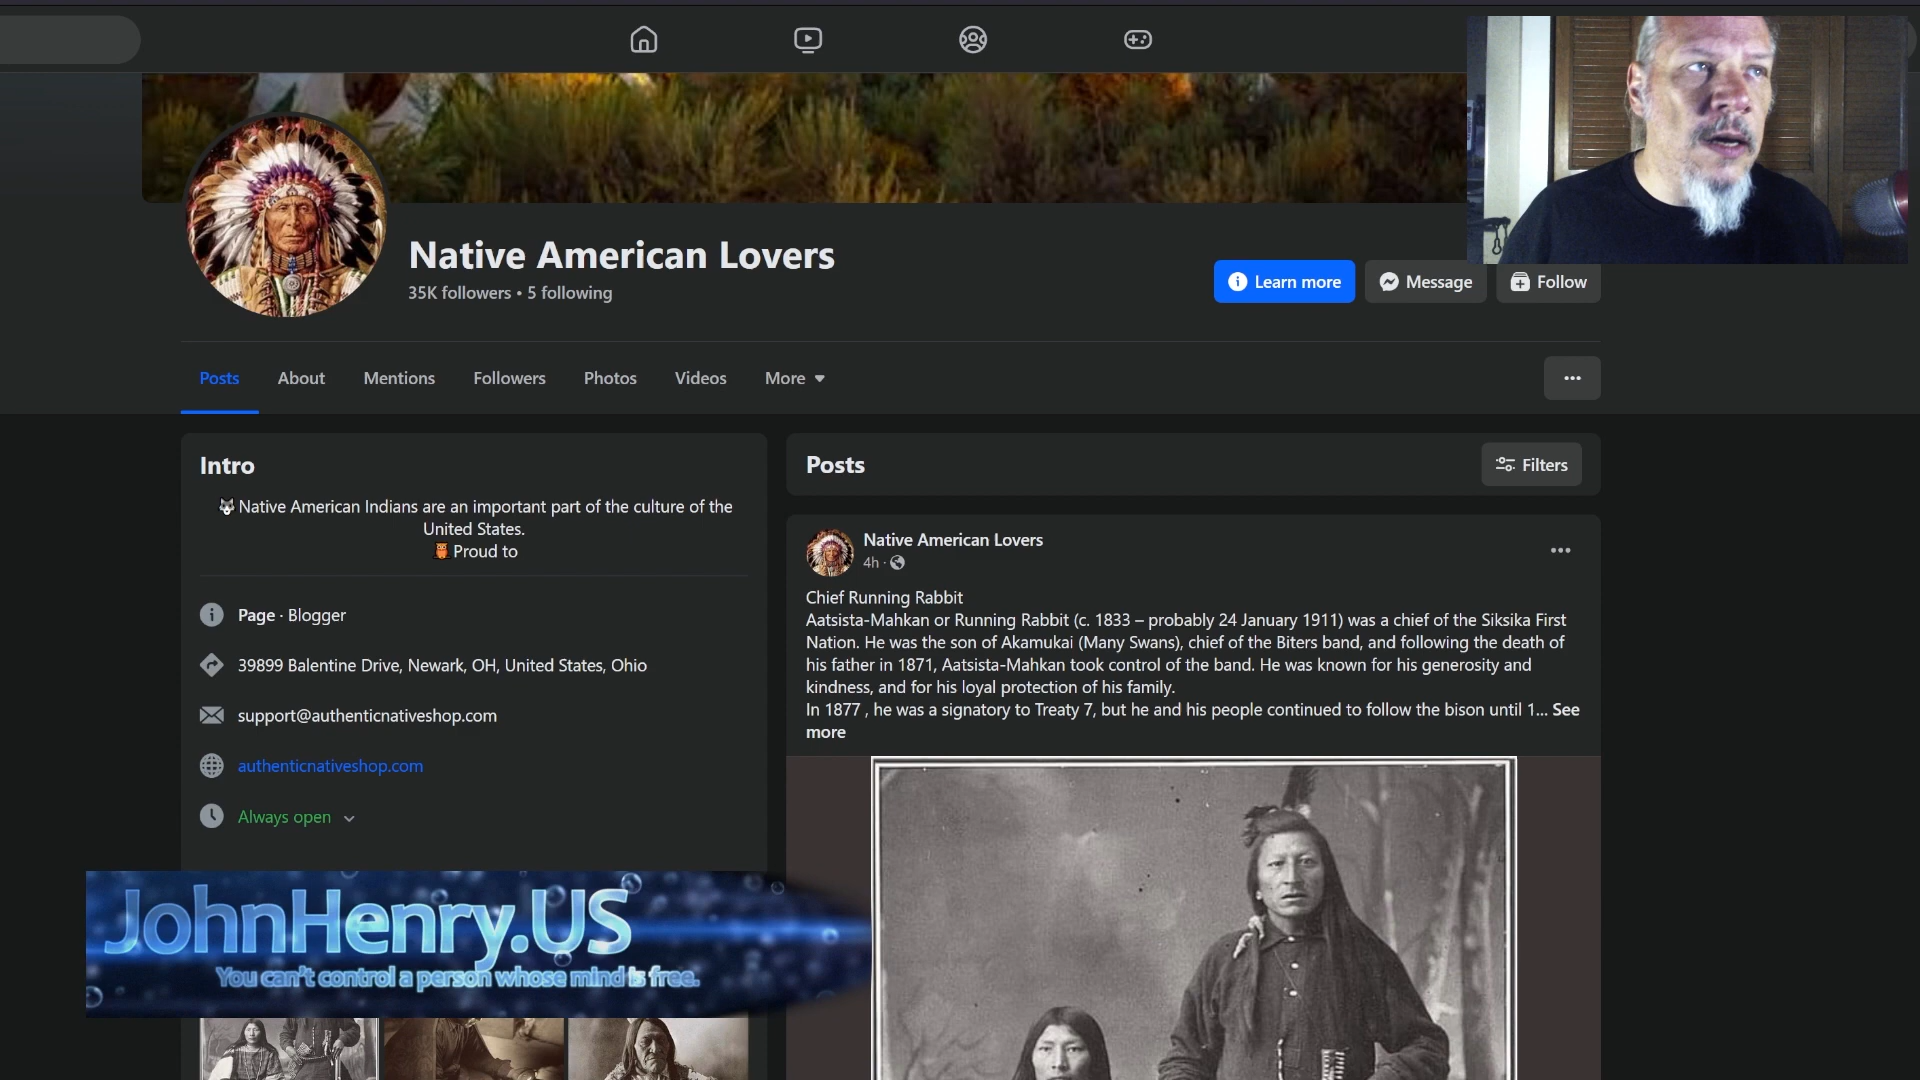 Native American Lovers
35K followers • 5 following
Learn more
Message
Follow
Posts
About
Mentions
Followers
Photos
Videos
More
Intro
🐺Native American Indians are an important part of the culture of the
United States.
🦉Proud to
Page · Blogger
39899 Balentine Drive, Newark, OH, United States, Ohio
support@authenticnativeshop.com
authenticnativeshop.com
Always open
Posts
Filters
Native American Lovers
4h ·
Chief Running Rabbit
Aatsista-Mahkan or Running Rabbit (c. 1833 – probably 24 January 1911) was a chief of the Siksika First
Nation. He was the son of Akamukai (Many Swans), chief of the Biters band, and following the death of
his father in 1871, Aatsista-Mahkan took control of the band. He was known for his generosity and
kindness, and for his loyal protection of his family.
In 1877 , he was a signatory to Treaty 7, but he and his people continued to follow the bison until 1... See
more
JohnHenry.US
You can't control a person whose mind is free.